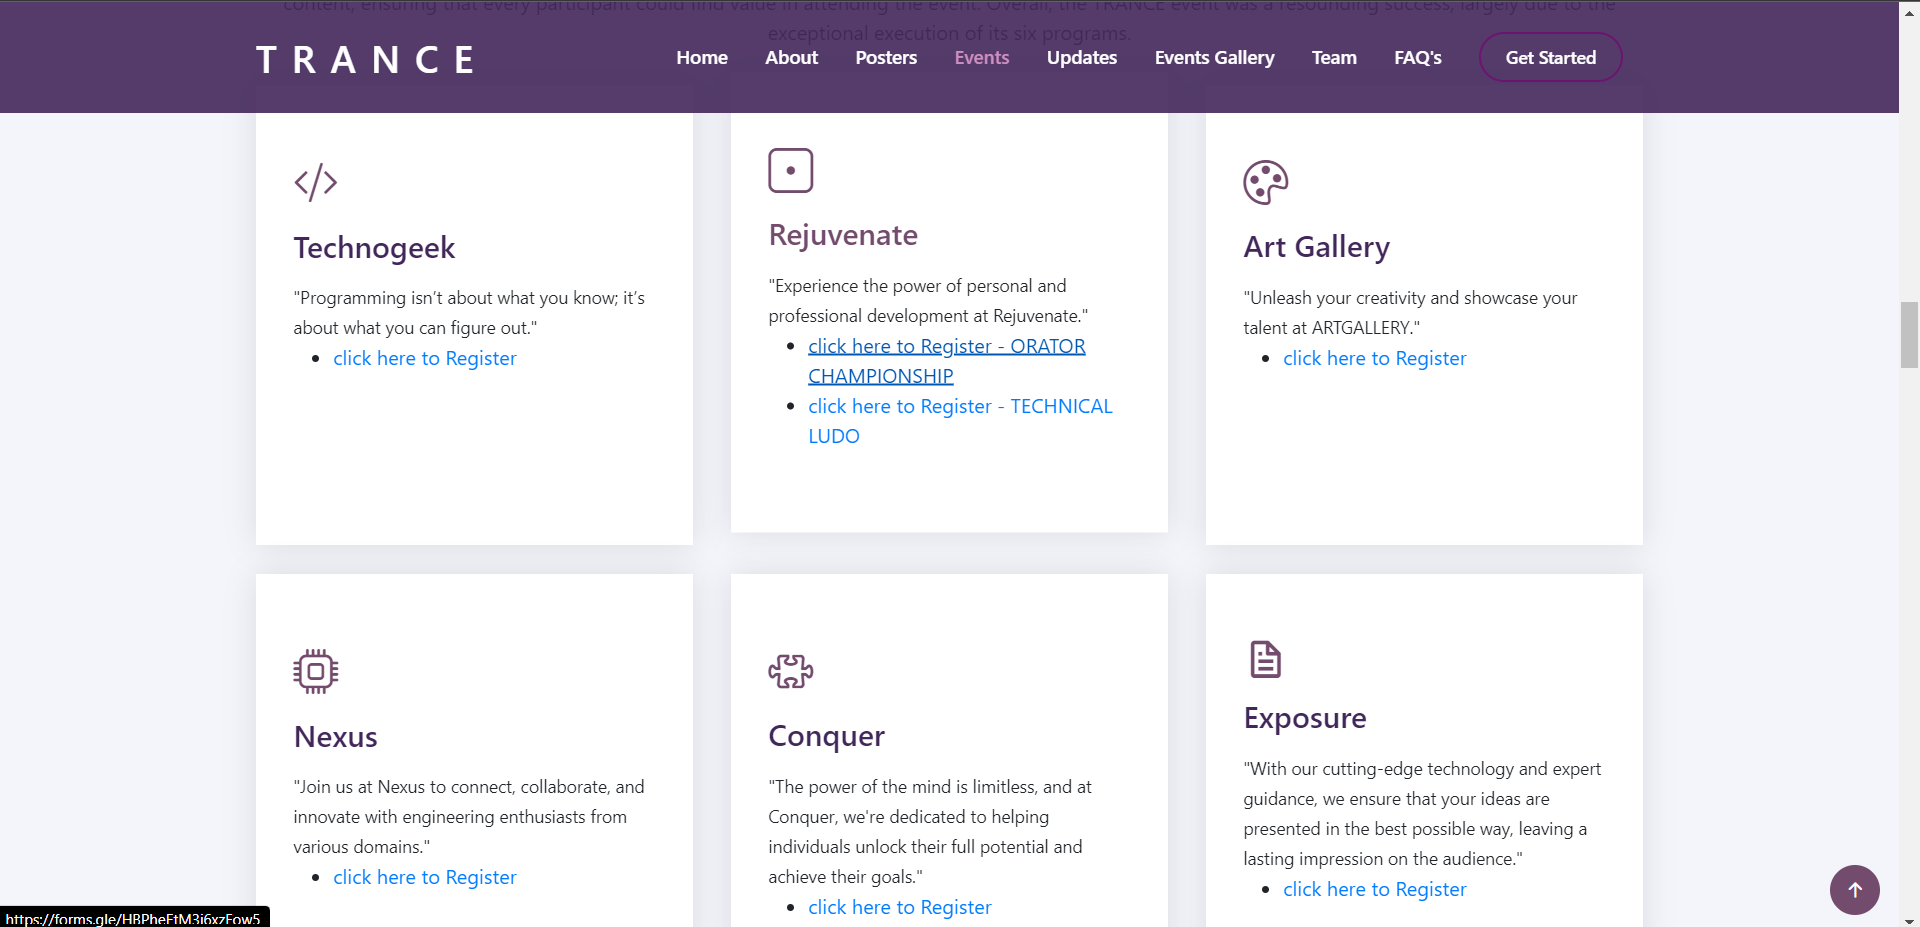 content, ensuring that every participant could find value in attending the event. Overall, the TRANCE event was a resounding success, largely due to the
exceptional execution of its six programs.
TRANCE
Home
About
Posters
Events
Updates
Events Gallery
Team
FAQ's
Get Started
Technogeek
"Programming isn’t about what you know; it’s
about what you can figure out."
click here to Register
Rejuvenate
"Experience the power of personal and
professional development at Rejuvenate."
click here to Register - ORATOR
CHAMPIONSHIP
click here to Register - TECHNICAL
LUDO
Art Gallery
"Unleash your creativity and showcase your
talent at ARTGALLERY."
click here to Register
Nexus
"Join us at Nexus to connect, collaborate, and
innovate with engineering enthusiasts from
various domains."
click here to Register
Conquer
"The power of the mind is limitless, and at
Conquer, we're dedicated to helping
individuals unlock their full potential and
achieve their goals."
click here to Register
Exposure
"With our cutting-edge technology and expert
guidance, we ensure that your ideas are
presented in the best possible way, leaving a
lasting impression on the audience."
click here to Register